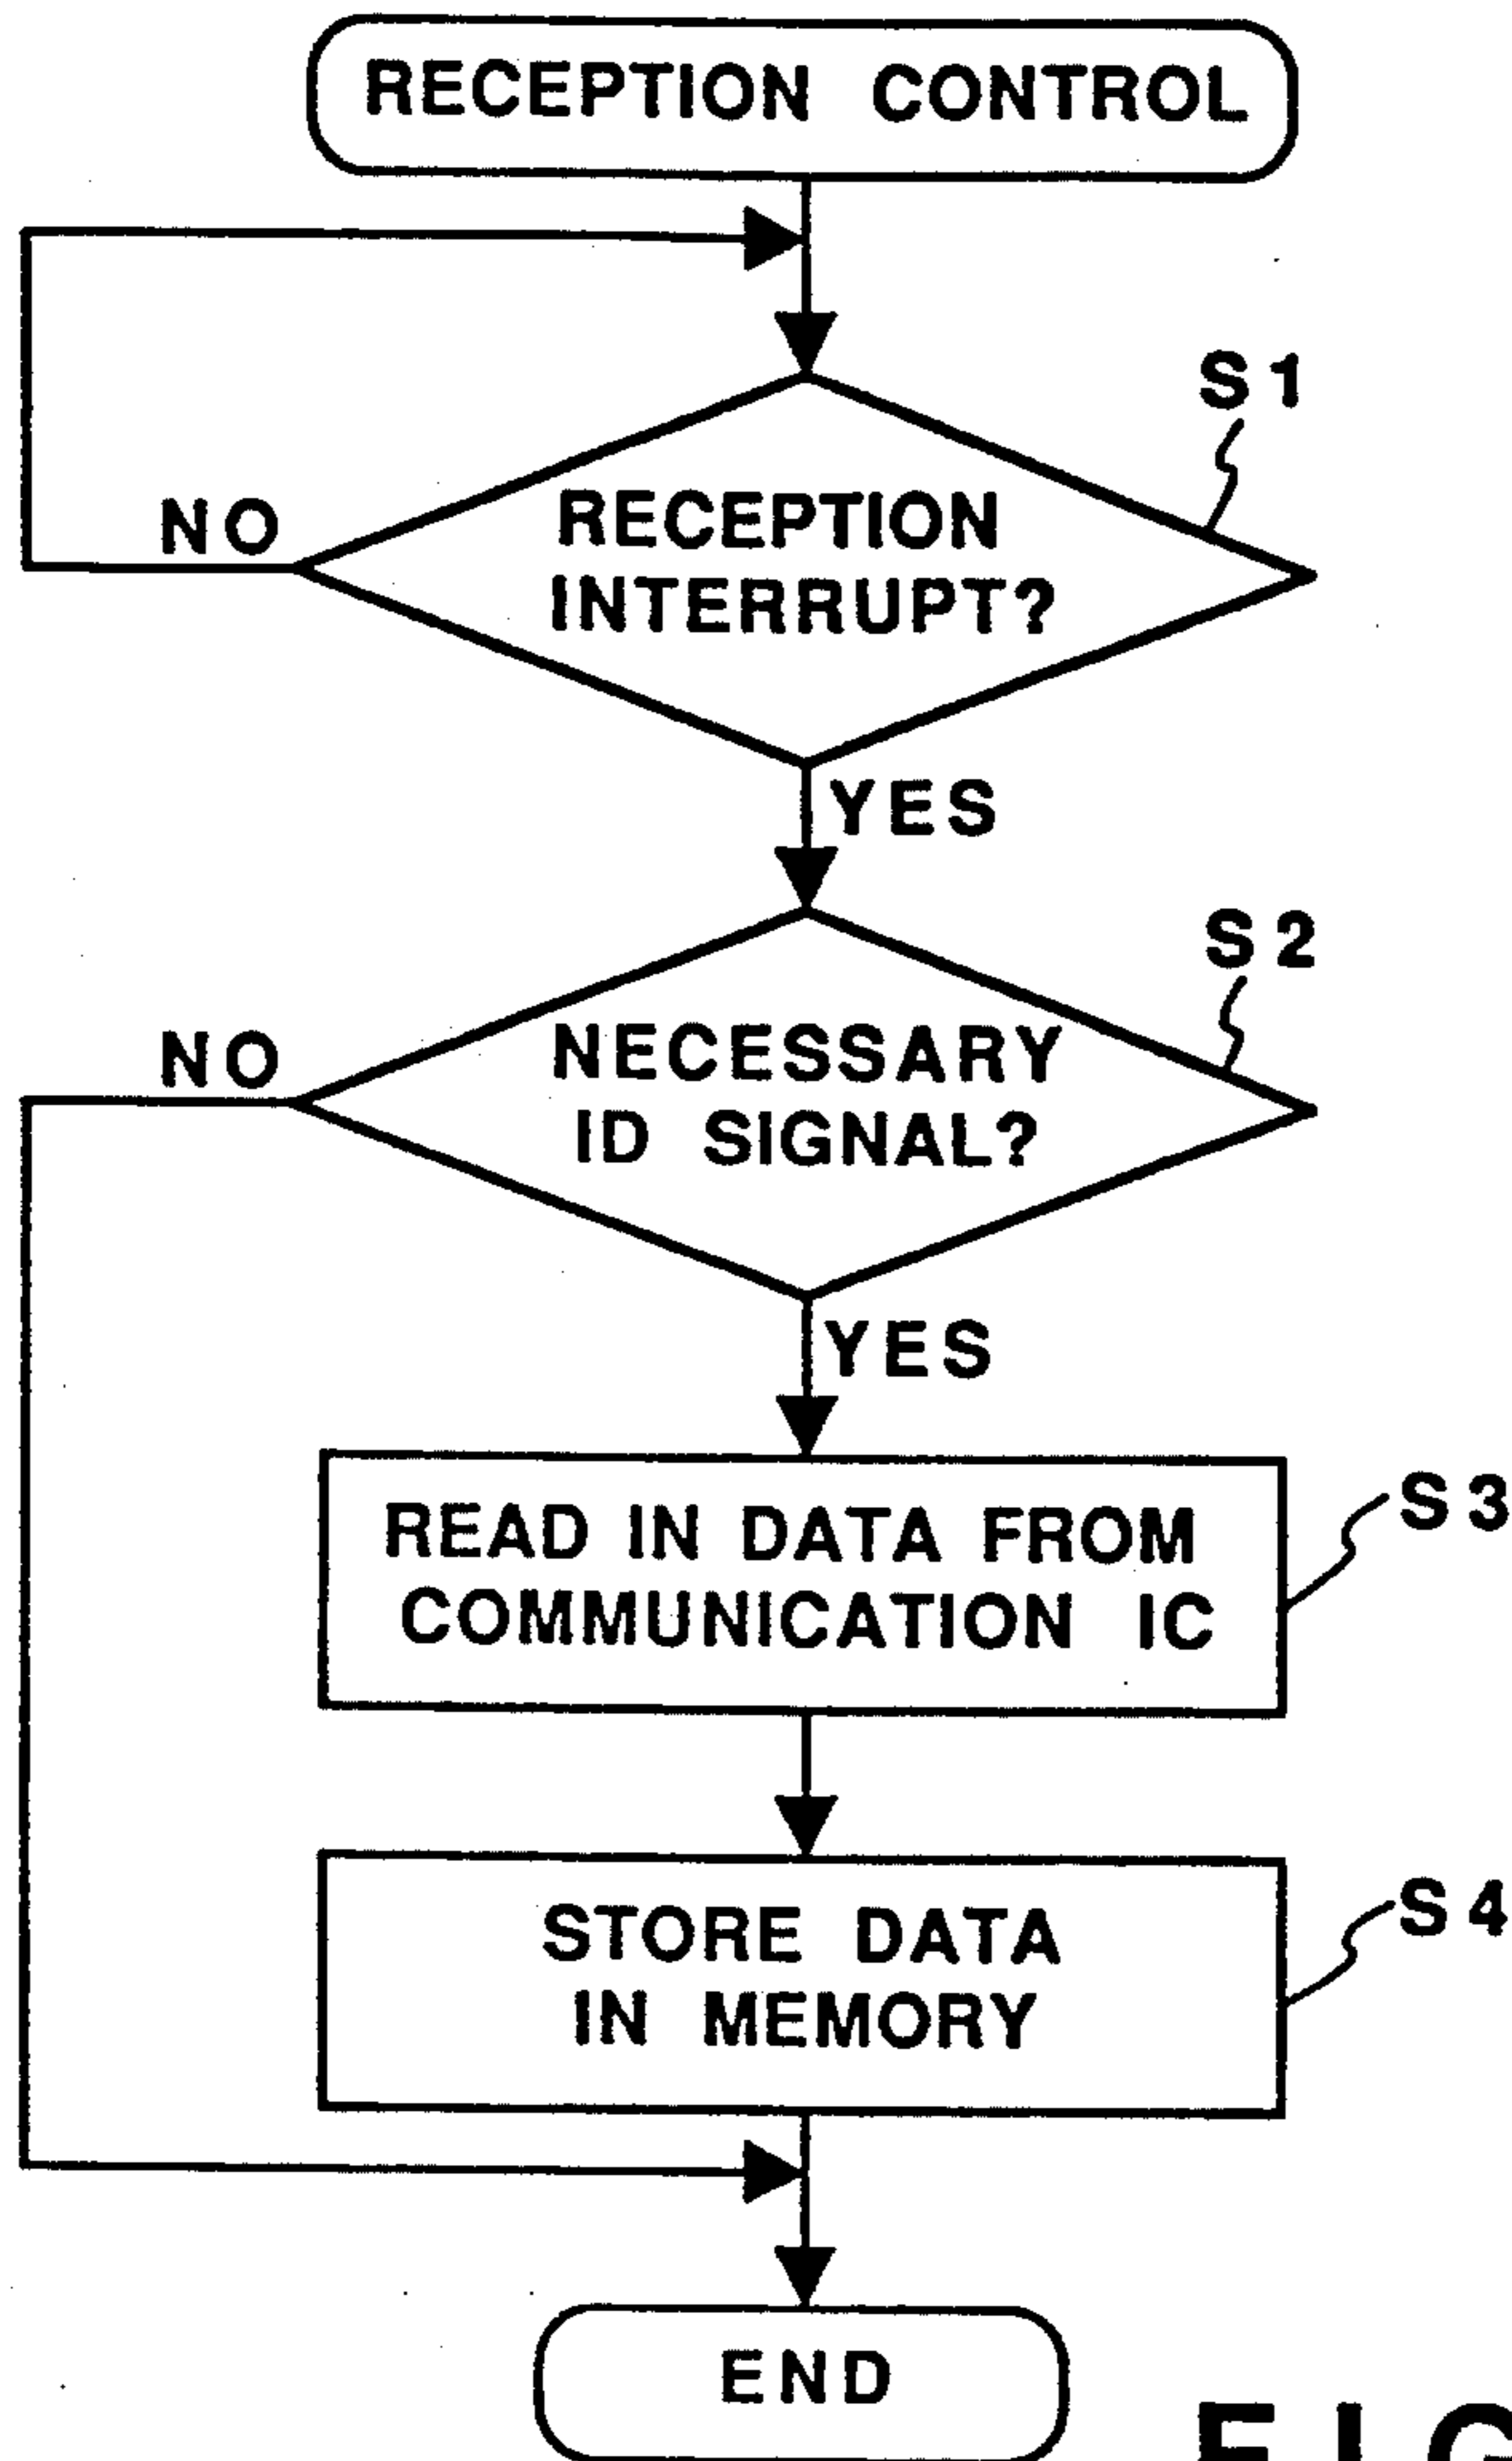 RECEPTION CONTROL
S1
NO
RECEPTION
INTERRUPT?
YES
S2
NO
NECESSARY
ID SIGNAL?
YES
S3
READ IN DATA FROM
COMMUNICATION IC
S4
STORE DATA
IN MEMORY
END